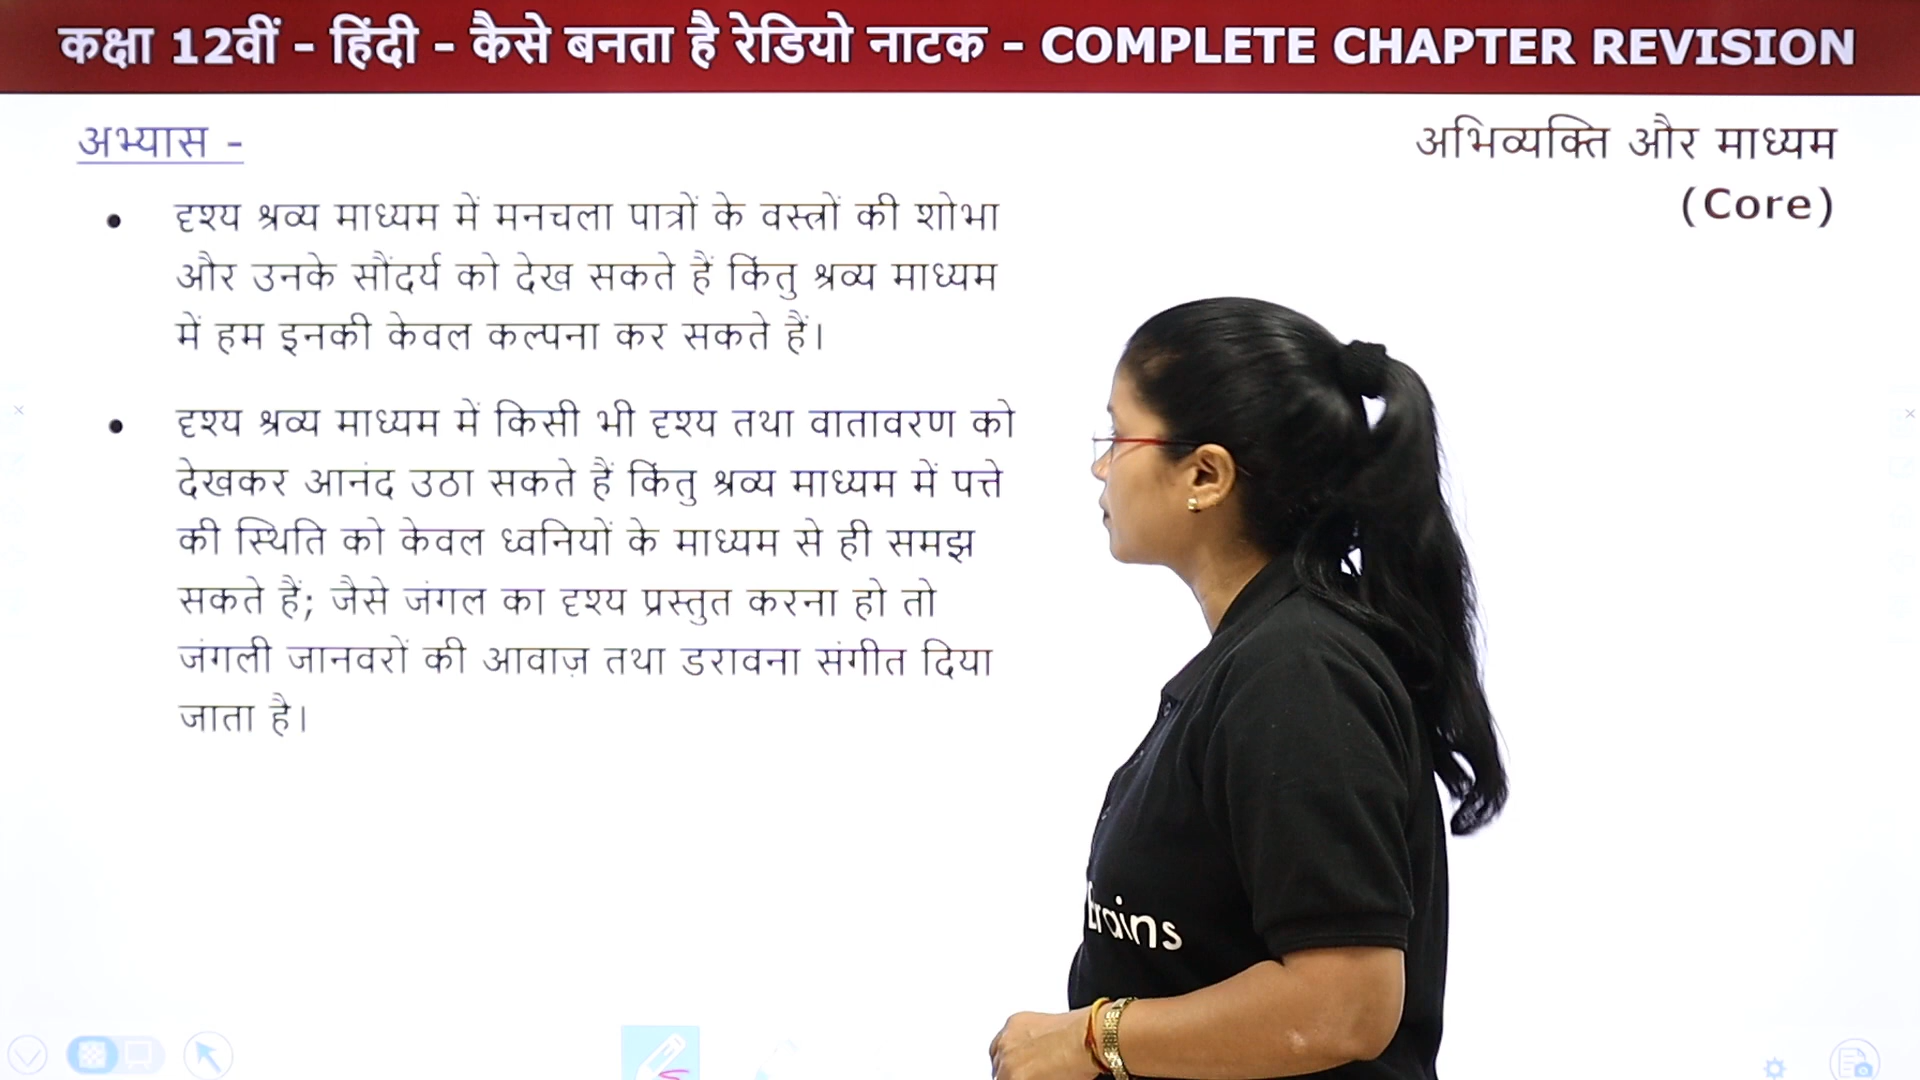 कक्षा 12वीं - हिंदी - कैसे बनता है रेडियो नाटक - COMPLETE CHAPTER REVISION
अभ्यास -
अभिव्यक्ति और माध्यम
(Core)
• दृश्य श्रव्य माध्यम में मनचला पात्रों के वस्त्रों की शोभा
और उनके सौंदर्य को देख सकते हैं किंतु श्रव्य माध्यम
में हम इनकी केवल कल्पना कर सकते हैं।
• दृश्य श्रव्य माध्यम में किसी भी दृश्य तथा वातावरण को
देखकर आनंद उठा सकते हैं किंतु श्रव्य माध्यम में पत्ते
की स्थिति को केवल ध्वनियों के माध्यम से ही समझ
सकते हैं; जैसे जंगल का दृश्य प्रस्तुत करना हो तो
जंगली जानवरों की आवाज़ तथा डरावना संगीत दिया
जाता है।